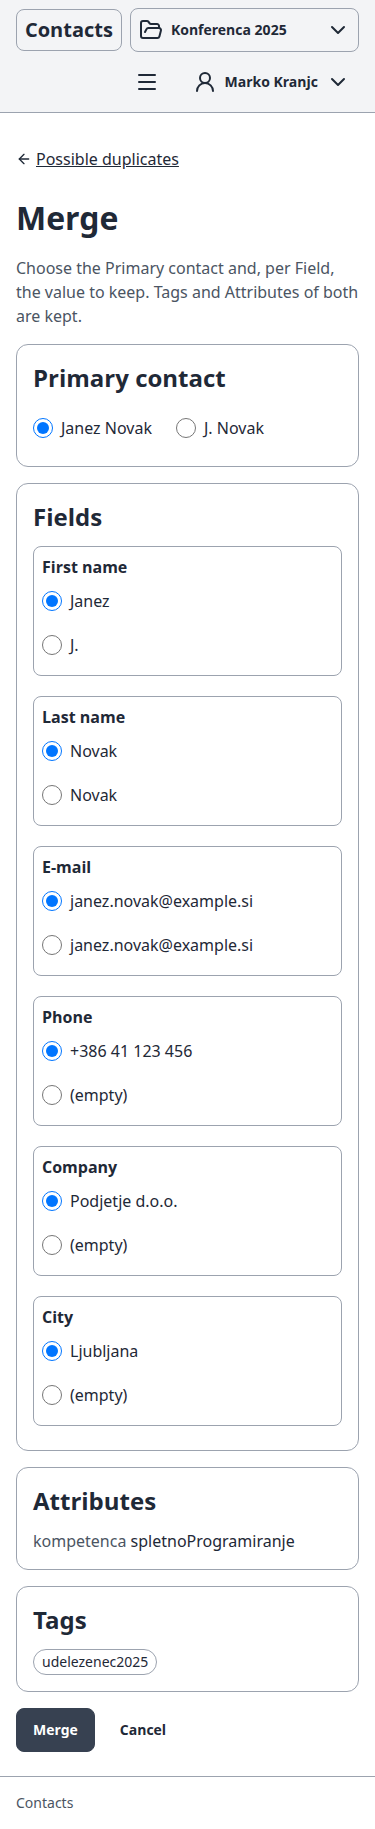 Contacts
Konferenca 2025
Marko Kranjc
Possible duplicates
Merge
Choose the Primary contact and, per Field,
the value to keep. Tags and Attributes of both
are kept.
Primary contact
Janez Novak
J. Novak
Fields
First name
Janez
J.
Last name
Novak
Novak
E-mail
janez.novak@example.si
janez.novak@example.si
Phone
+386 41 123 456
(empty)
Company
Podjetje d.o.o.
(empty)
City
Ljubljana
(empty)
Attributes
kompetenca spletnoProgramiranje
Tags
udelezenec2025
Merge
Cancel
Contacts